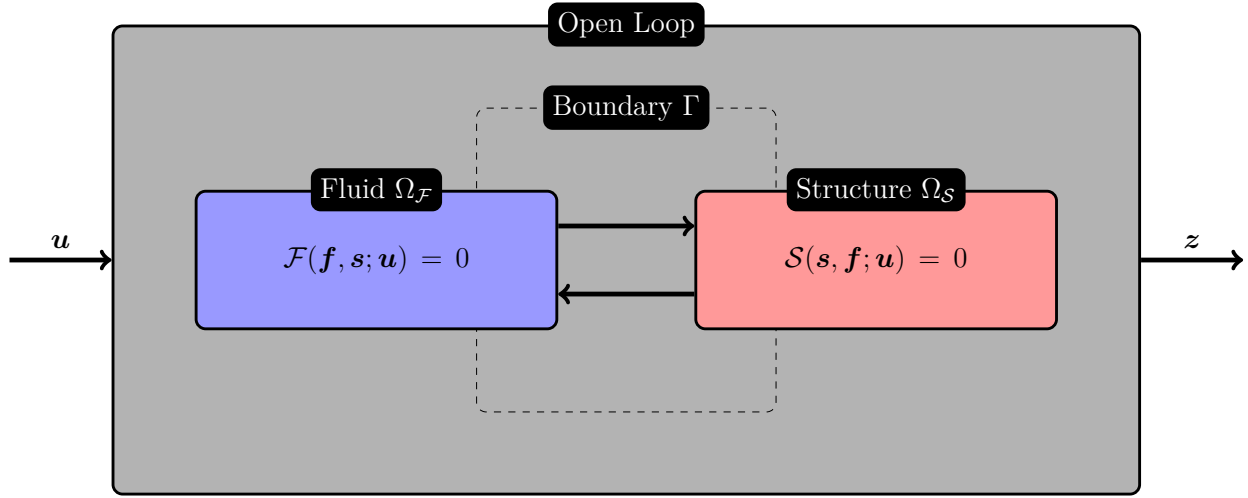 Open Loop
Boundary Γ
Fluid Ω_ℱ
Structure Ω_𝒮
u
ℱ(f, s; u) = 0
𝒮(s, f; u) = 0
z